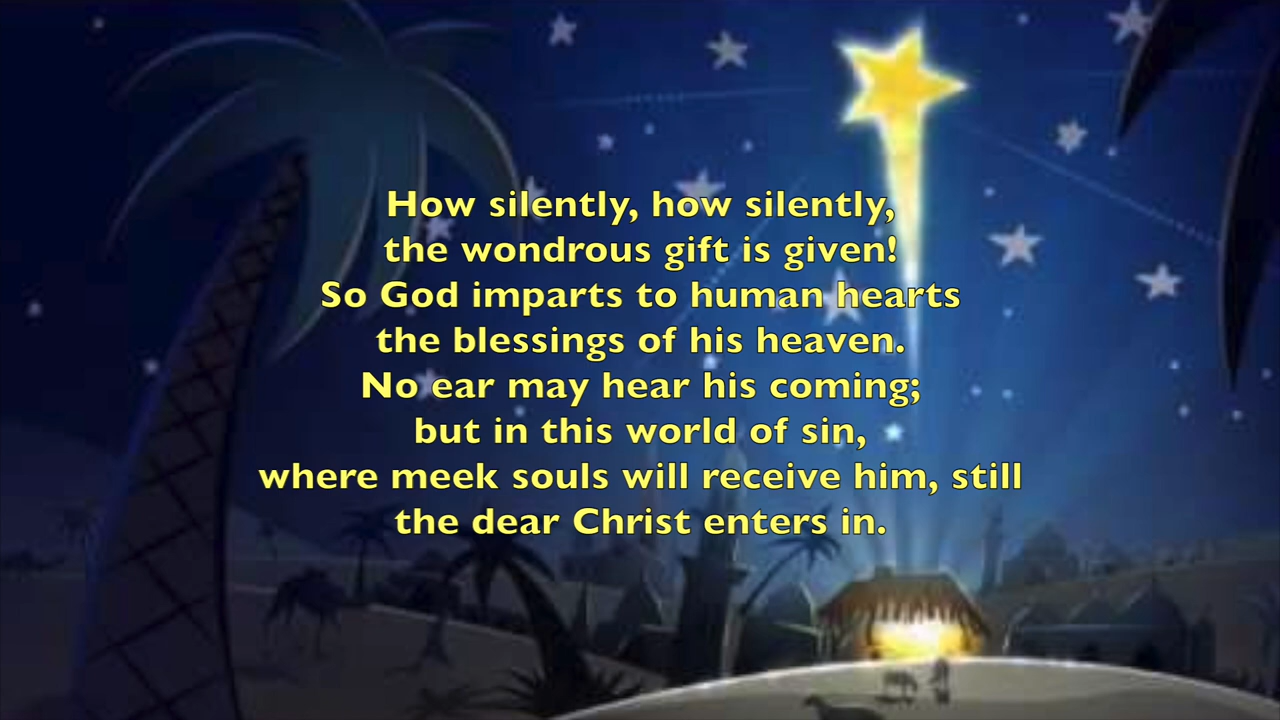 How silently, how silently,
the wondrous gift is given!
So God imparts to human hearts
the blessings of his heaven.
No ear may hear his coming;
but in this world of sin,
where meek souls will receive him, still
the dear Christ enters in.